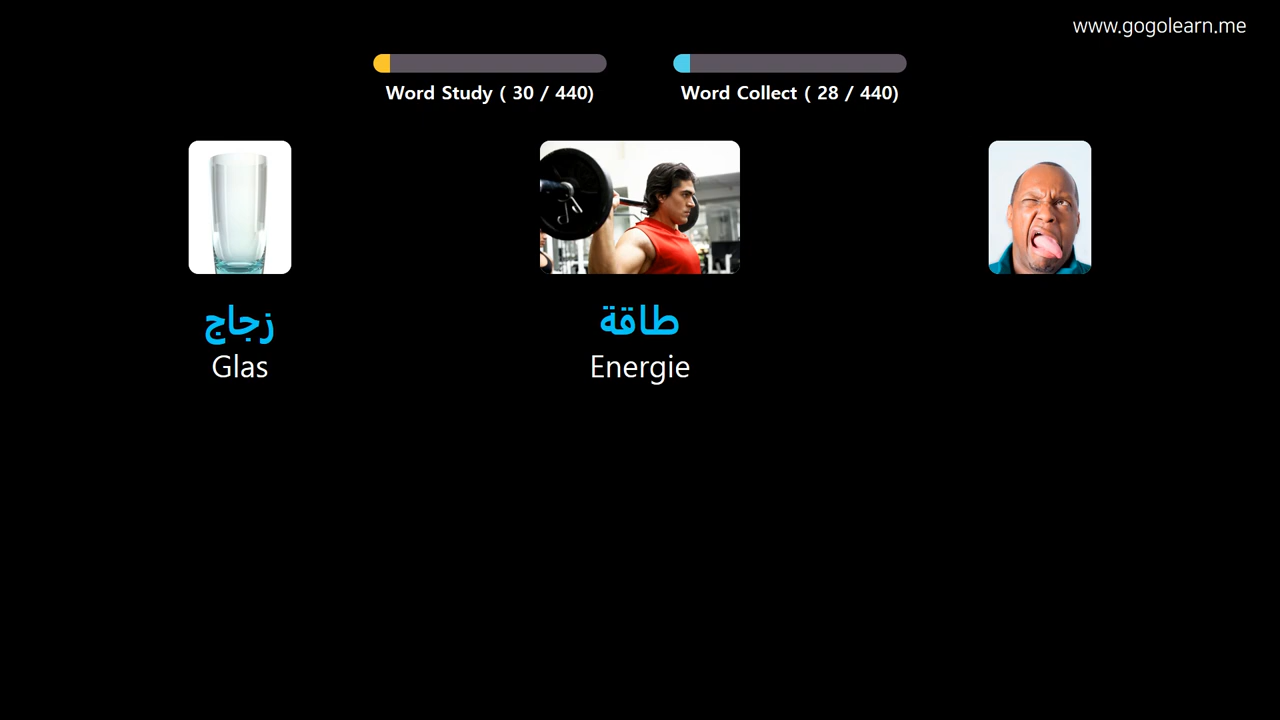 www.gogolearn.me
Word Study ( 30 / 440)
Word Collect ( 28 / 440)
زجاج
Glas
طاقة
Energie